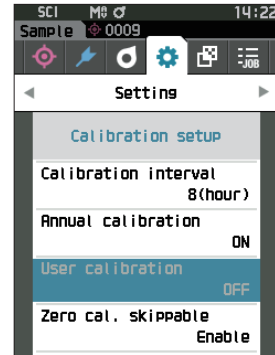 SCI M 14:22
Sample 0009
JOB
Setting
Calibration setup
Calibration interval
8(hour)
Annual calibration
ON
User calibration
OFF
Zero cal. skippable
Enable